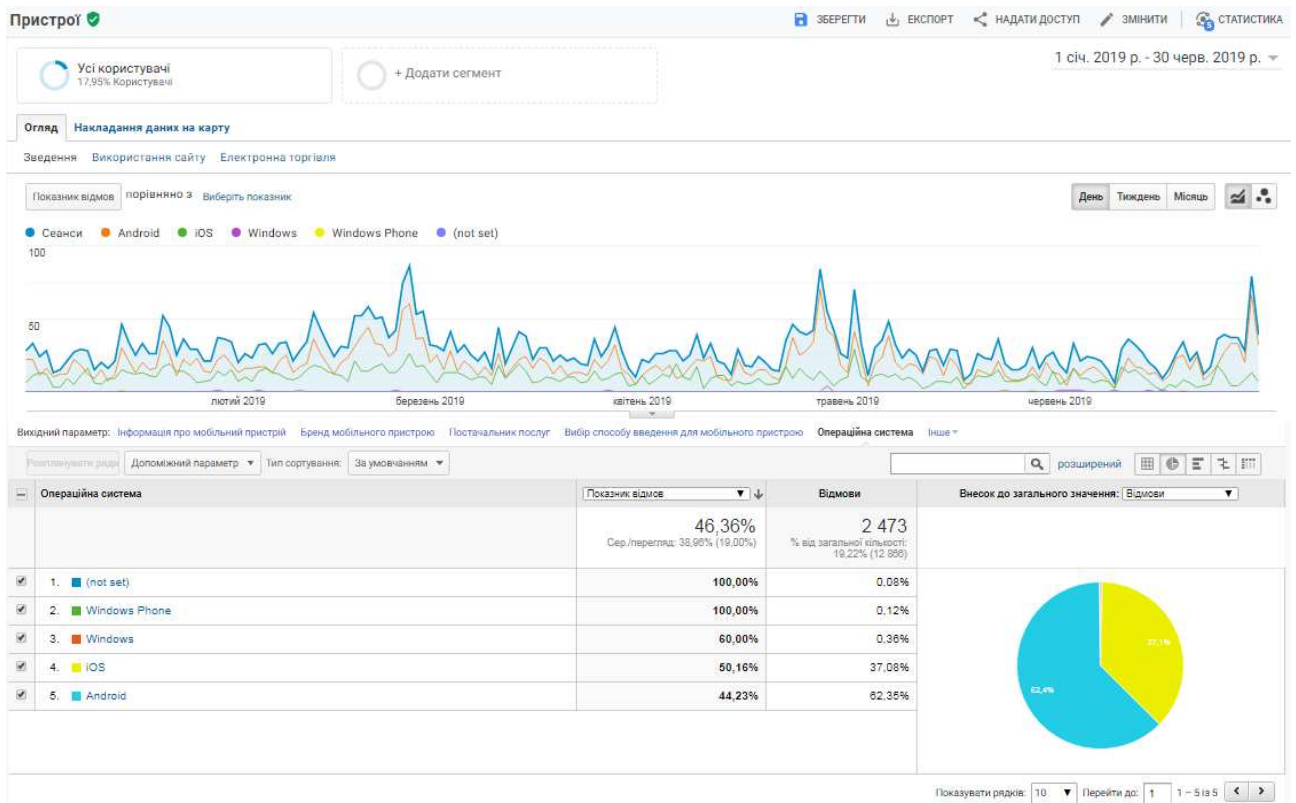 Пристрої
ЗБЕРЕГТИ ЕКСПОРТ НАДАТИ ДОСТУП ЗМІНИТИ 5 СТАТИСТИКА
Усі користувачі
17,95% Користувачі
+ Додати сегмент
1 січ. 2019 р. - 30 черв. 2019 р.
Огляд Накладання даних на карту
Зведення Використання сайту Електронна торгівля
Показник відмов порівняно з Виберіть показник
День Тиждень Місяць
Сеанси Android iOS Windows Windows Phone (not set)
100
50
лютий 2019 березень 2019 квітень 2019 травень 2019 червень 2019
Вихідний параметр: Інформація про мобільний пристрій Бренд мобільного пристрою Постачальник послуг Вибір способу введення для мобільного пристрою Операційна система Інше
Розпланувати ряди Допоміжний параметр Тип сортування: За умовчанням розширений
Операційна система Показник відмов Відмови Внесок до загального значення: Відмови
46,36% 2 473
Сер./перегляд: 38,96% (19,00%) % від загальної кількості: 19,22% (12 866)
1. (not set) 100,00% 0,08%
2. Windows Phone 100,00% 0,12%
3. Windows 60,00% 0,36%
4. iOS 50,16% 37,08%
5. Android 44,23% 62,35%
37,1%
62,4%
Показувати рядків: 10 Перейти до: 1 1 – 5 із 5